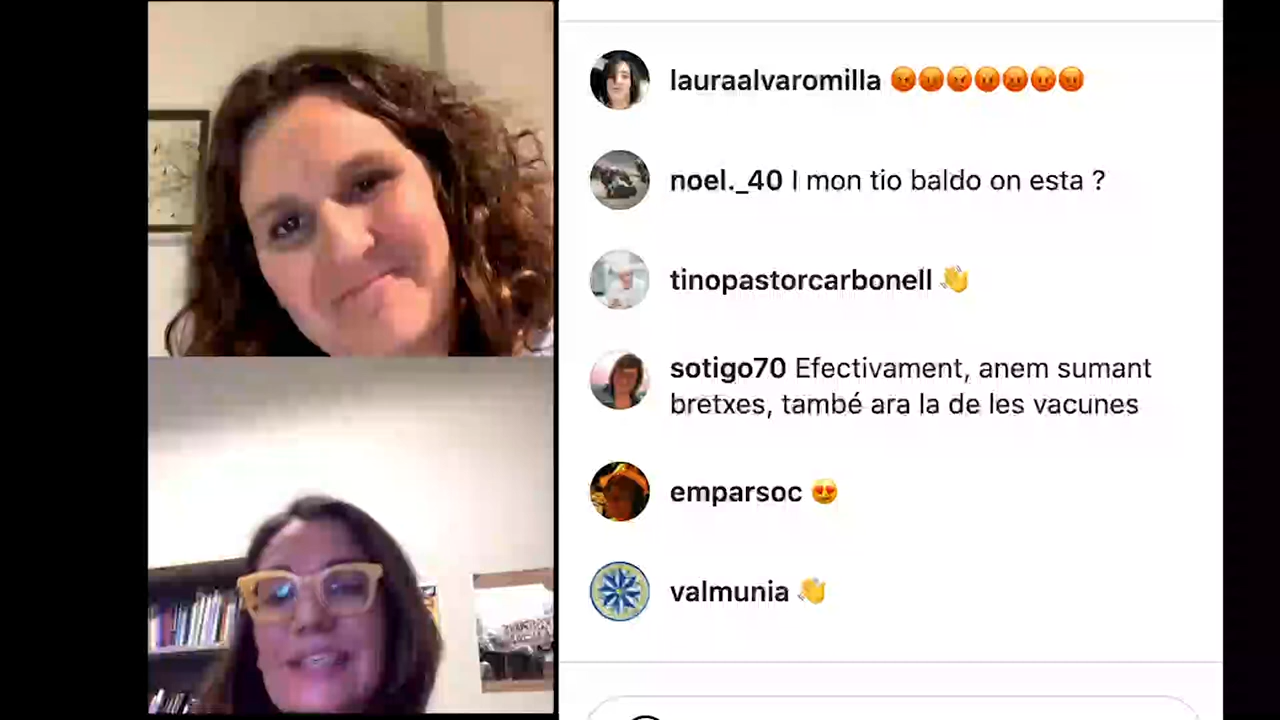 lauraalvaromilla 😡😡😡😡😡😡😡
noel._40 I mon tio baldo on esta ?
tinopastorcarbonell 👏
sotigo70 Efectivament, anem sumant
bretxes, també ara la de les vacunes
emparsoc 😍
valmunia 👏